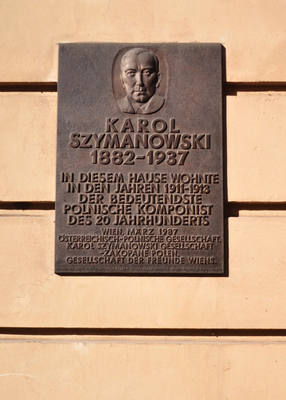 KAROL
SZYMANOWSKI
1882-1937
IN DIESEM HAUSE WOHNTE
IN DEN JAHREN 1911-1913
DER BEDEUTENDSTE
POLNISCHE KOMPONIST
DES 20 JAHRHUNDERTS
WIEN, MÄRZ 1987
ÖSTERREICHISCH-POLNISCHE GESELLSCHAFT,
KAROL SZYMANOWSKI GESELLSCHAFT
-ZAKOPANE POLEN,
GESELLSCHAFT DER FREUNDE WIENS.